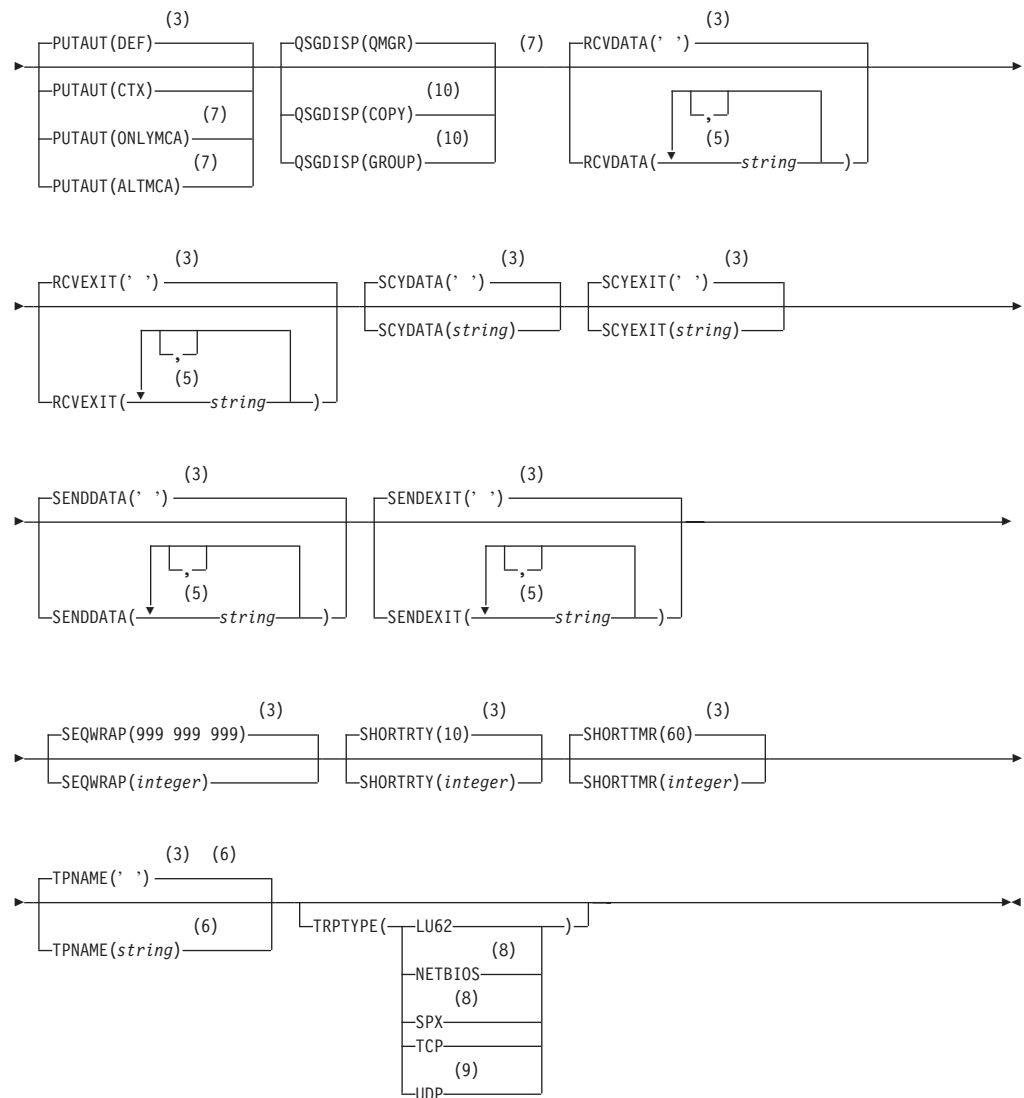 (3) (3)
PUTAUT(DEF) QSGDISP(QMGR) (7) RCVDATA(’ ’)
PUTAUT(CTX) (10)
(7) QSGDISP(COPY) ,
PUTAUT(ONLYMCA) (10) (5)
(7) QSGDISP(GROUP) RCVDATA( string )
PUTAUT(ALTMCA)
(3) (3) (3)
RCVEXIT(’ ’) SCYDATA(’ ’) SCYEXIT(’ ’)
SCYDATA(string) SCYEXIT(string)
,
(5)
RCVEXIT( string )
(3) (3)
SENDDATA(’ ’) SENDEXIT(’ ’)
, ,
(5) (5)
SENDDATA( string ) SENDEXIT( string )
(3) (3) (3)
SEQWRAP(999 999 999) SHORTRTY(10) SHORTTMR(60)
SEQWRAP(integer) SHORTRTY(integer) SHORTTMR(integer)
(3) (6)
TPNAME(’ ’)
(6) TRPTYPE( LU62 )
TPNAME(string) (8)
NETBIOS
(8)
SPX
TCP
(9)
UDP